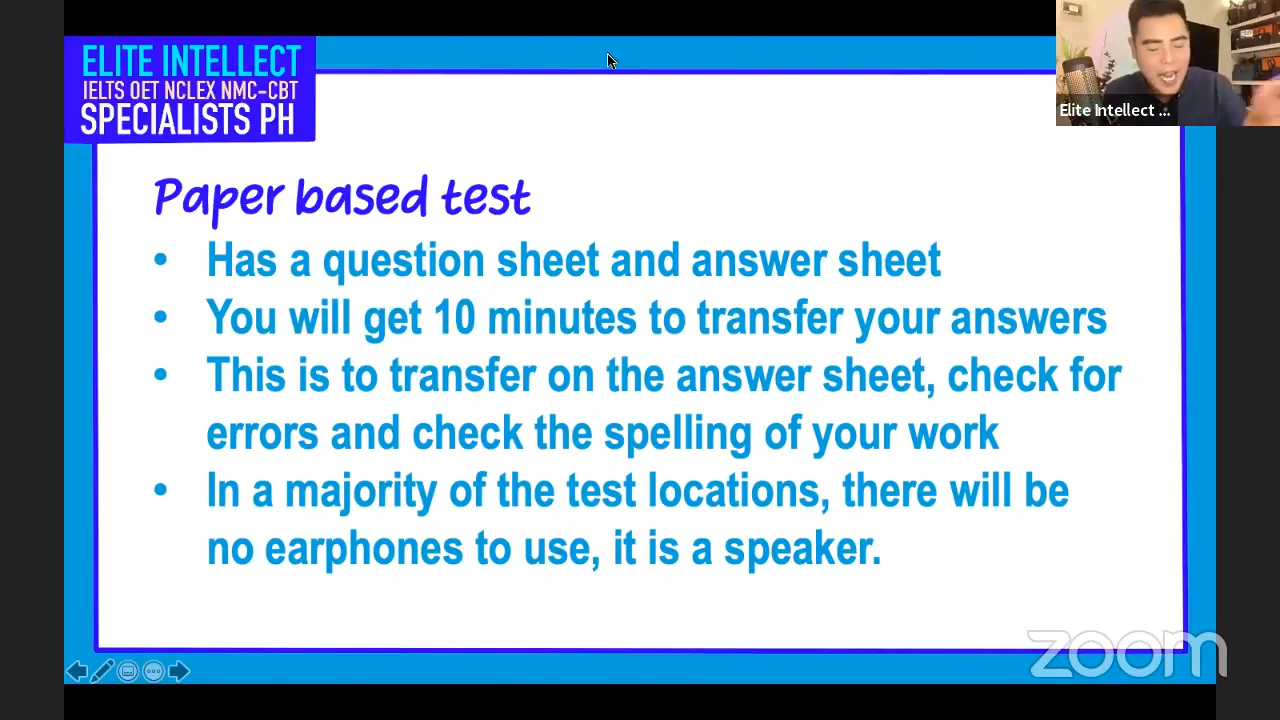 ELITE INTELLECT
IELTS OET NCLEX NMC-CBT
SPECIALISTS PH
Elite Intellect ...
Paper based test
• Has a question sheet and answer sheet
• You will get 10 minutes to transfer your answers
• This is to transfer on the answer sheet, check for
errors and check the spelling of your work
• In a majority of the test locations, there will be
no earphones to use, it is a speaker.
zoom